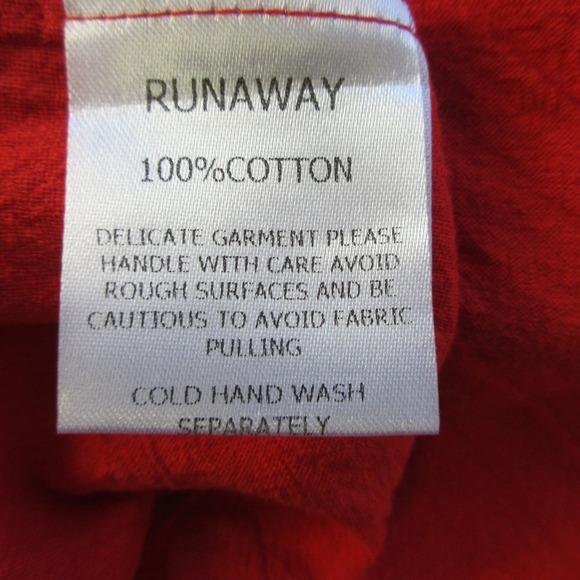 RUNAWAY
100%COTTON
DELICATE GARMENT PLEASE
HANDLE WITH CARE AVOID
ROUGH SURFACES AND BE
CAUTIOUS TO AVOID FABRIC
PULLING
COLD HAND WASH
SEPARATELY